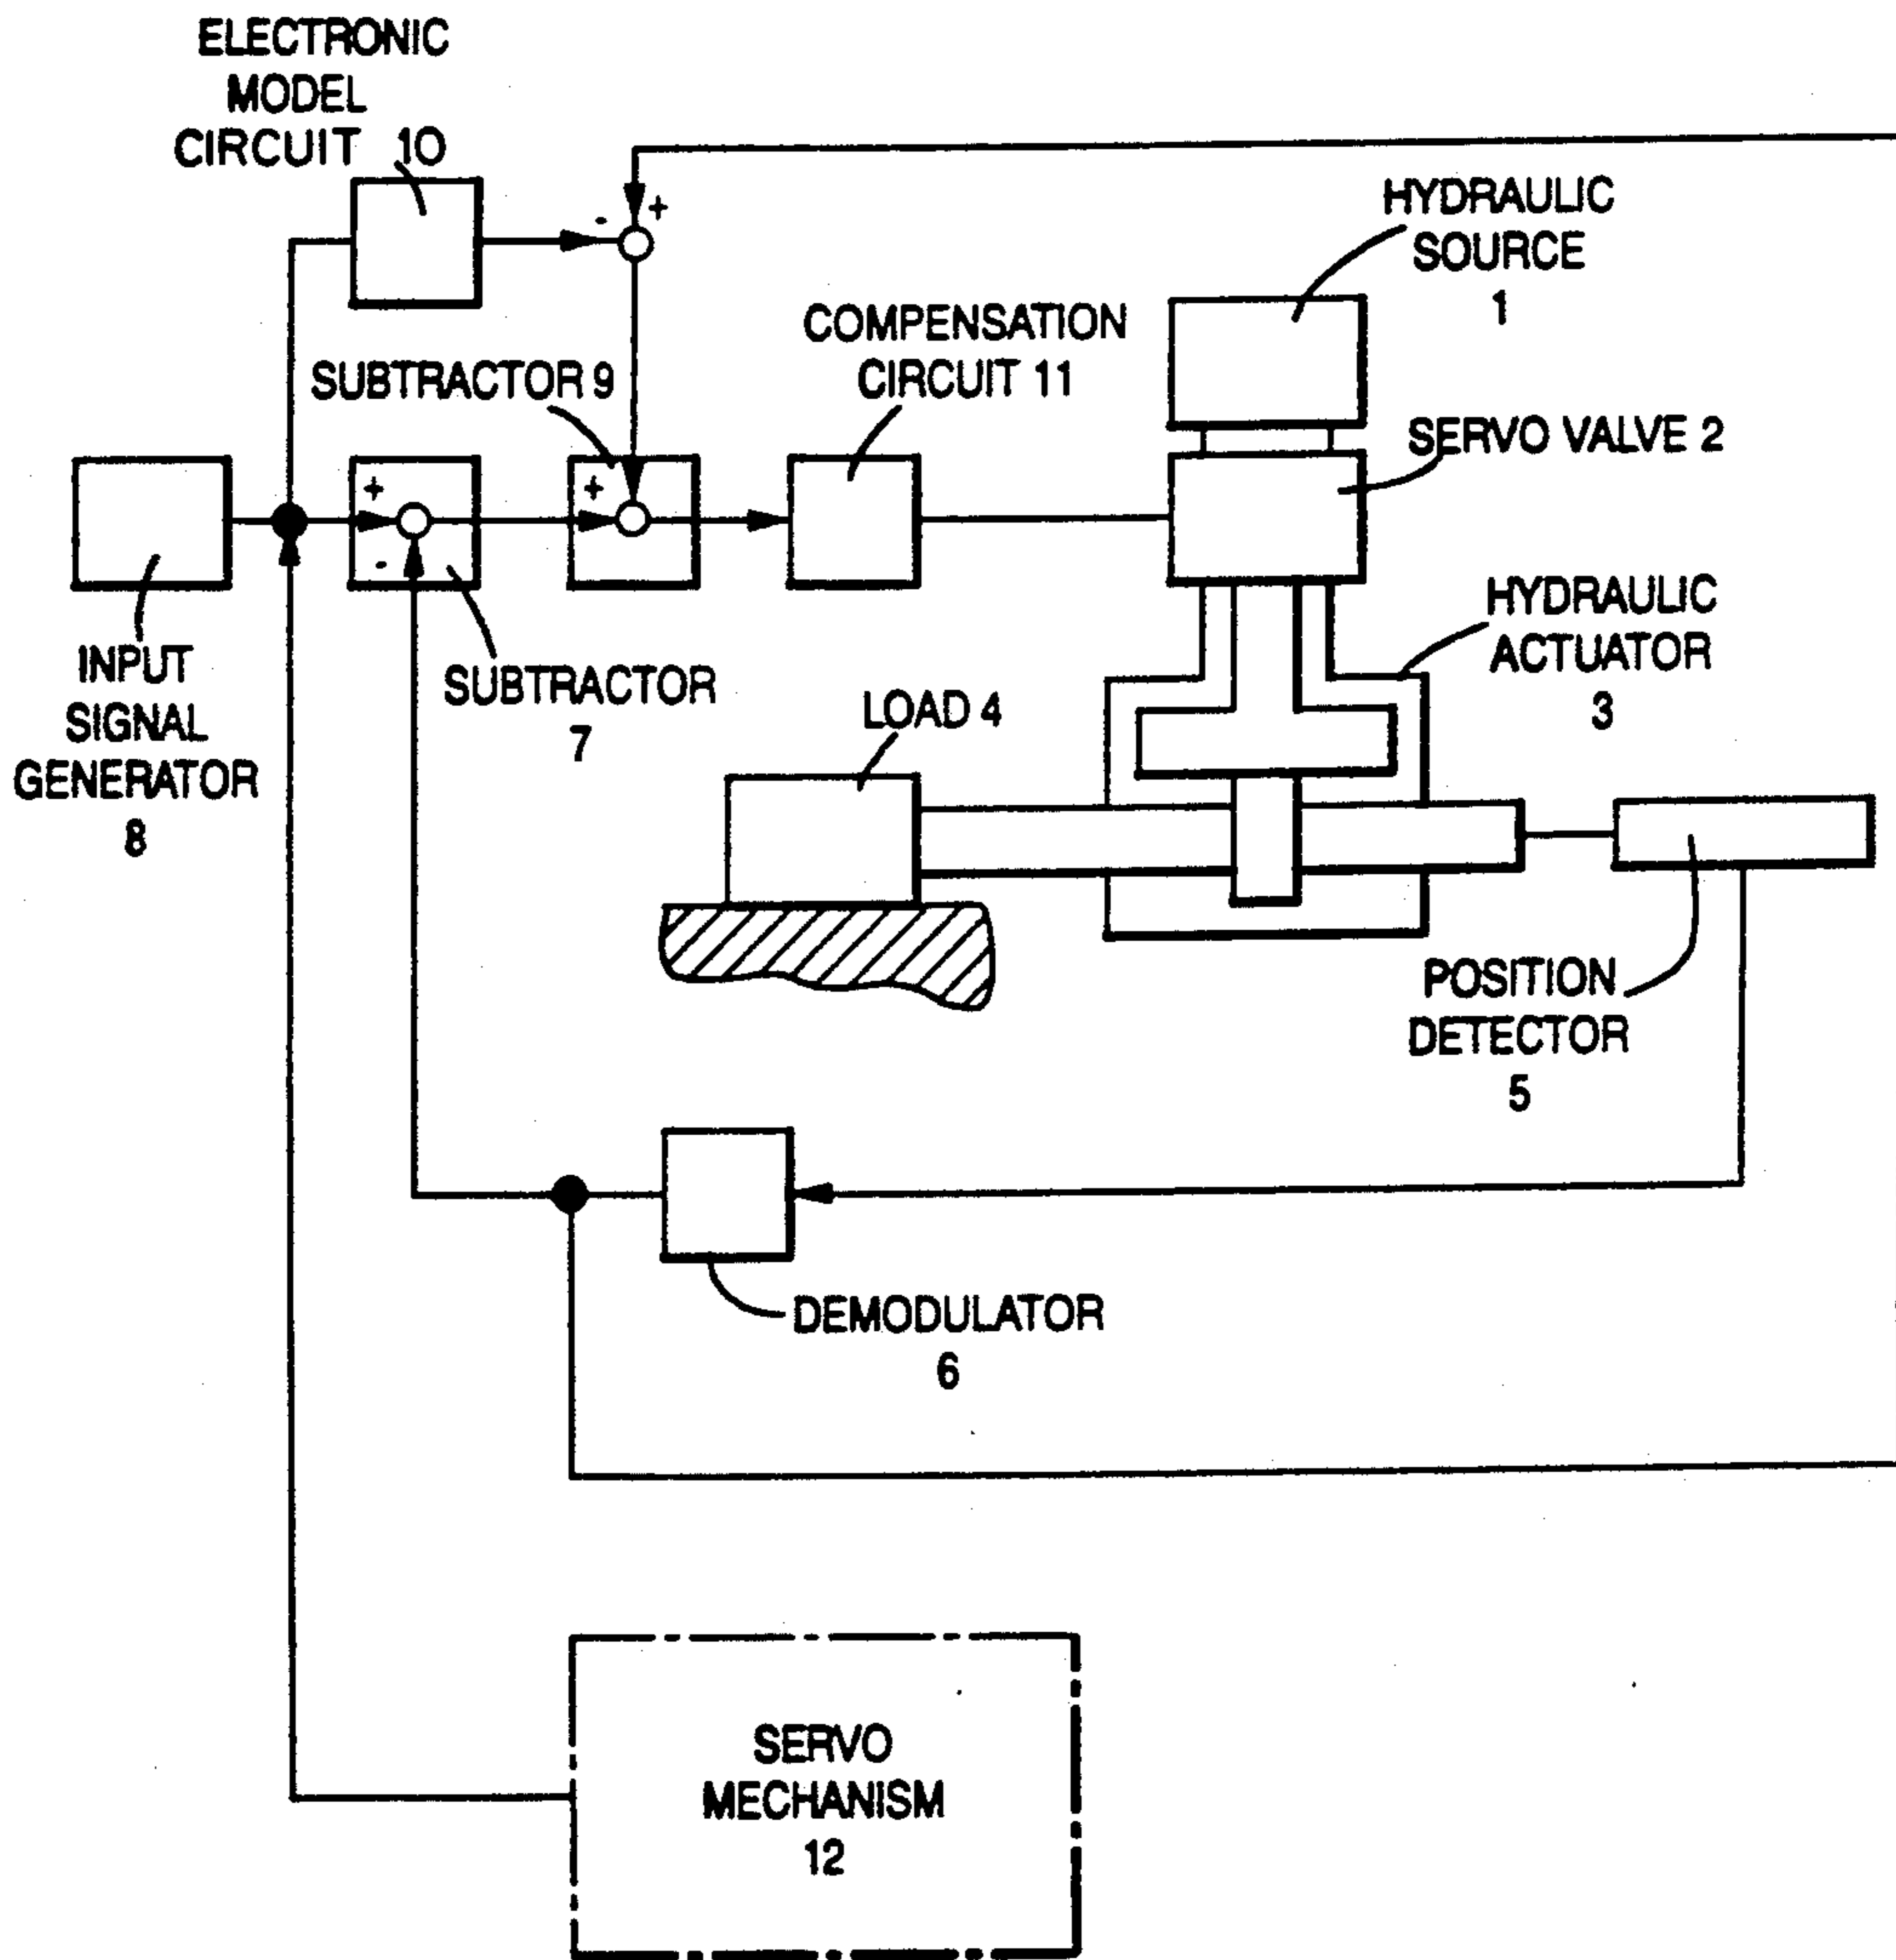 ELECTRONIC
MODEL
CIRCUIT 10
- +
HYDRAULIC
SOURCE
1
COMPENSATION
CIRCUIT 11
SUBTRACTOR 9
SERVO VALVE 2
+
+
-
HYDRAULIC
ACTUATOR
3
INPUT
SIGNAL
GENERATOR
8
SUBTRACTOR
7
LOAD 4
POSITION
DETECTOR
5
DEMODULATOR
6
SERVO
MECHANISM
12